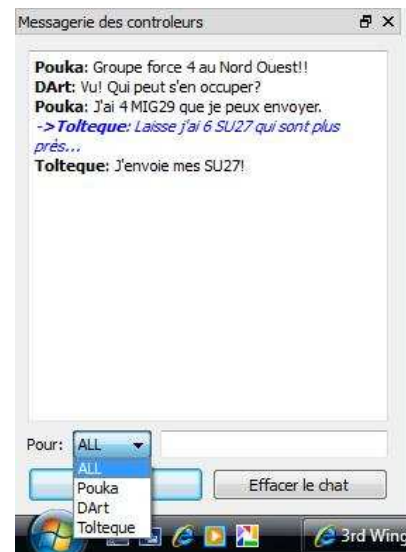 Messagerie des controleurs
Pouka: Groupe force 4 au Nord Ouest!!
DArt: Vu! Qui peut s'en occuper?
Pouka: J'ai 4 MIG29 que je peux envoyer.
->Tolteque: Laisse j'ai 6 SU27 qui sont plus
près...
Tolteque: J'envoie mes SU27!
Pour: ALL
ALL
Pouka
DArt
Tolteque
Effacer le chat
3rd Wing